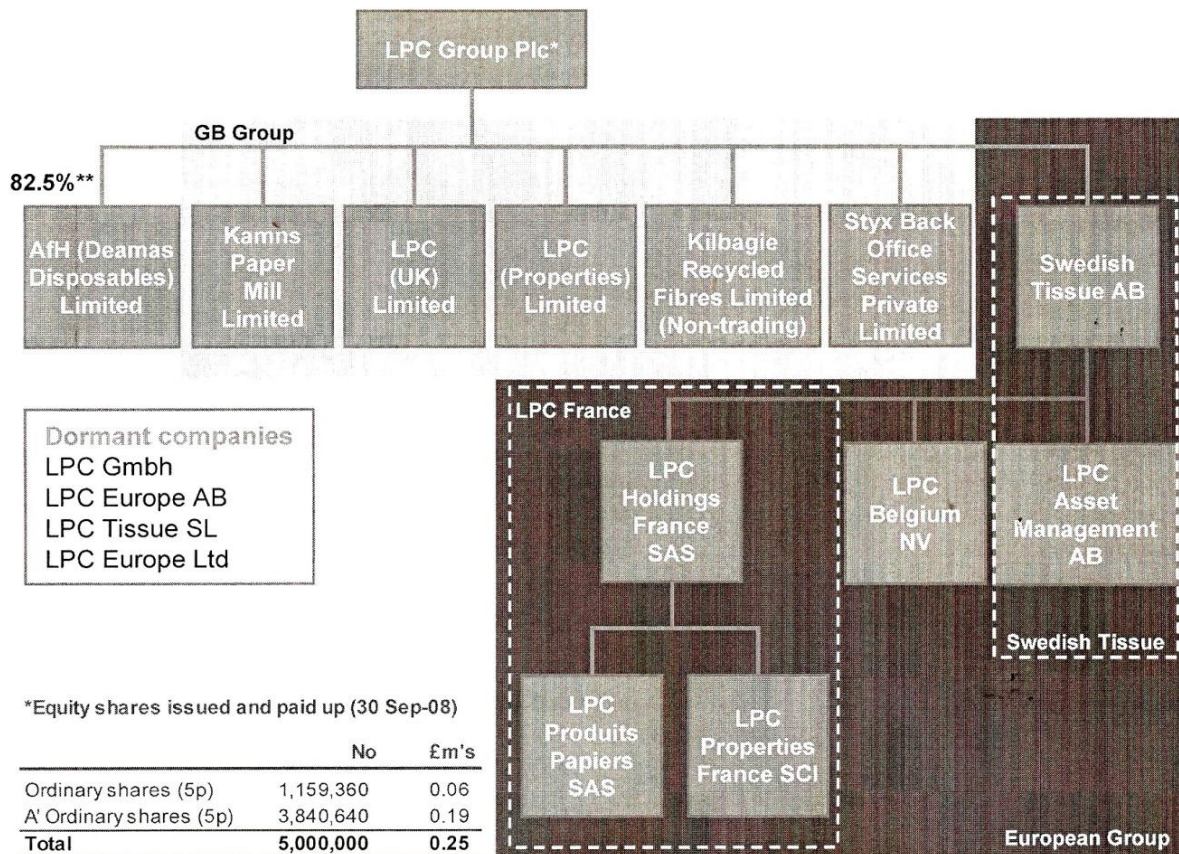 LPC Group Plc*
GB Group
82.5%**
AfH (Deamas
Disposables)
Limited
Kamns
Paper
Mill
Limited
LPC
(UK)
Limited
LPC
(Properties)
Limited
Kilbagie
Recycled
Fibres Limited
(Non-trading)
Styx Back
Office
Services
Private
Limited
Swedish
Tissue AB
Dormant companies
LPC Gmbh
LPC Europe AB
LPC Tissue SL
LPC Europe Ltd
LPC France
LPC
Holdings
France
SAS
LPC
Belgium
NV
LPC
Asset
Management
AB
Swedish Tissue
LPC
Produits
Papiers
SAS
LPC
Properties
France SCI
European Group
*Equity shares issued and paid up (30 Sep-08)
No £m's
Ordinary shares (5p) 1,159,360 0.06
A' Ordinary shares (5p) 3,840,640 0.19
Total 5,000,000 0.25